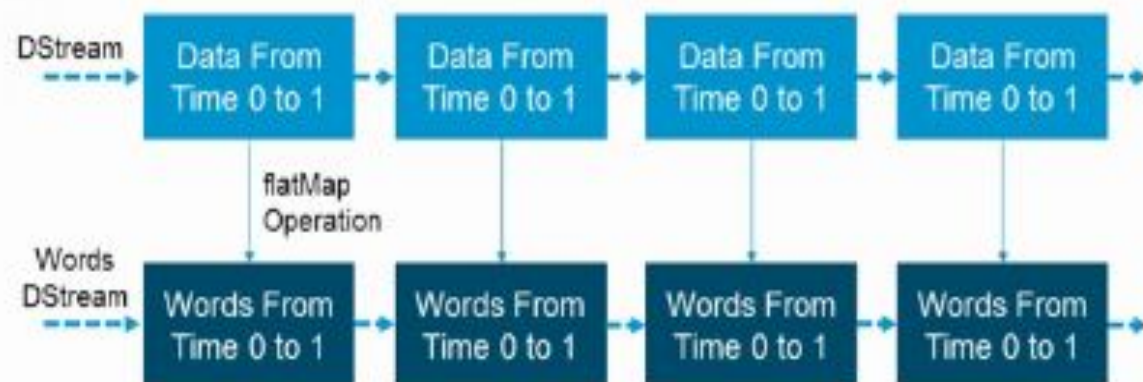 DStream
Data From
Time 0 to 1
Data From
Time 0 to 1
Data From
Time 0 to 1
Data From
Time 0 to 1
flatMap
Operation
Words
DStream
Words From
Time 0 to 1
Words From
Time 0 to 1
Words From
Time 0 to 1
Words From
Time 0 to 1